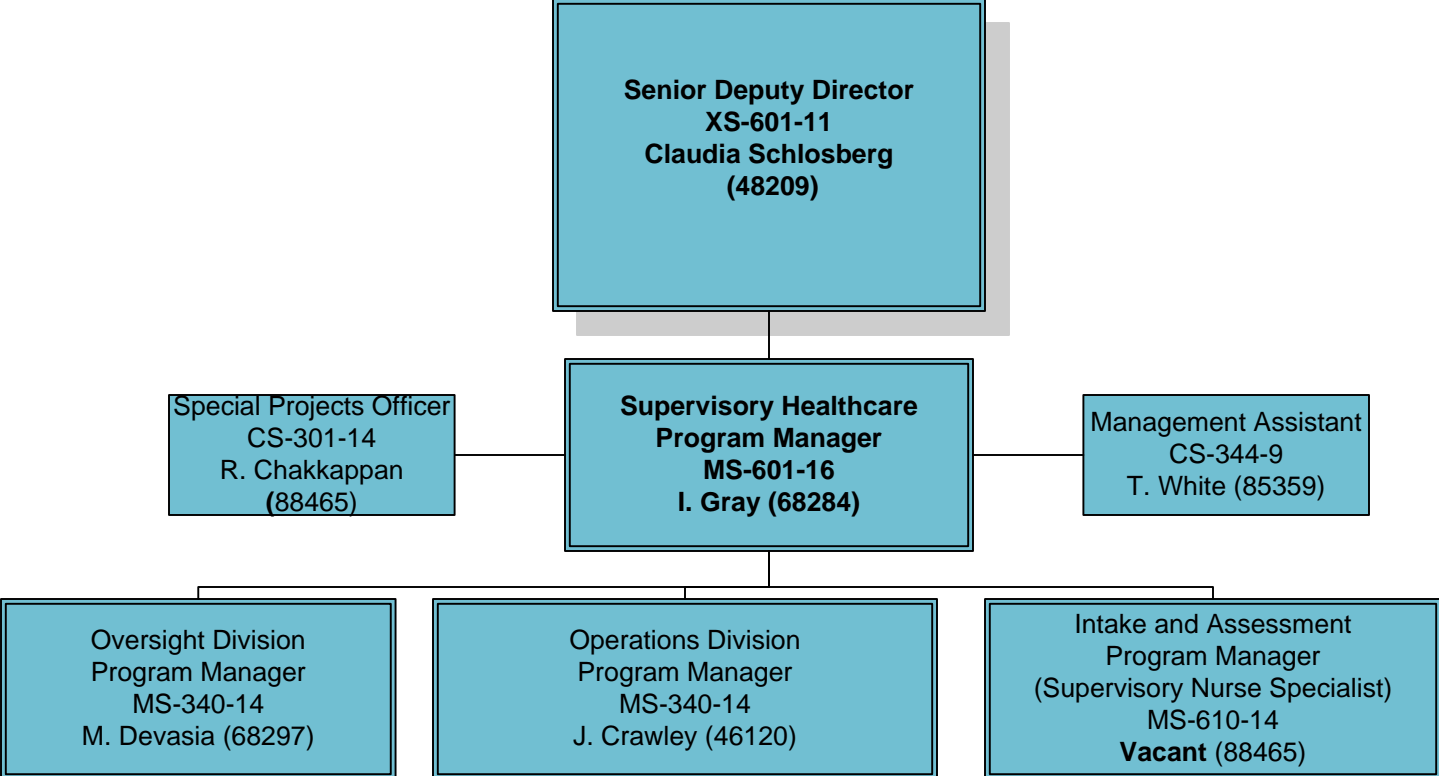 Senior Deputy Director
XS-601-11
Claudia Schlosberg
(48209)
Special Projects Officer
CS-301-14
R. Chakkappan
(88465)
Supervisory Healthcare
Program Manager
MS-601-16
I. Gray (68284)
Management Assistant
CS-344-9
T. White (85359)
Oversight Division
Program Manager
MS-340-14
M. Devasia (68297)
Operations Division
Program Manager
MS-340-14
J. Crawley (46120)
Intake and Assessment
Program Manager
(Supervisory Nurse Specialist)
MS-610-14
Vacant (88465)